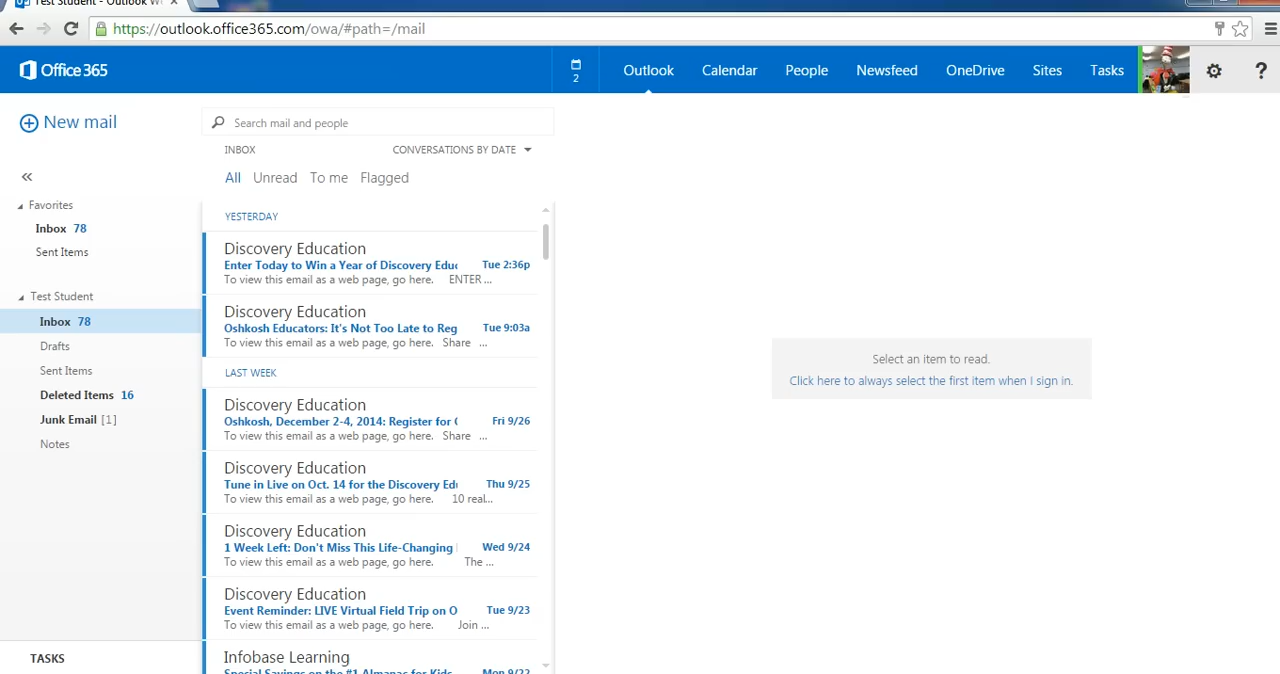 Test Student - Outlook W
https://outlook.office365.com/owa/#path=/mail
Office 365
2
Outlook
Calendar
People
Newsfeed
OneDrive
Sites
Tasks
?
New mail
Search mail and people
INBOX
CONVERSATIONS BY DATE
All Unread To me Flagged
Favorites
Inbox 78
Sent Items
Test Student
Inbox 78
Drafts
Sent Items
Deleted Items 16
Junk Email [1]
Notes
TASKS
YESTERDAY
Discovery Education
Enter Today to Win a Year of Discovery Edu Tue 2:36p
To view this email as a web page, go here. ENTER ...
Discovery Education
Oshkosh Educators: It's Not Too Late to Reg Tue 9:03a
To view this email as a web page, go here. Share ...
LAST WEEK
Discovery Education
Oshkosh, December 2-4, 2014: Register for Fri 9/26
To view this email as a web page, go here. Share ...
Discovery Education
Tune in Live on Oct. 14 for the Discovery Ed Thu 9/25
To view this email as a web page, go here. 10 real...
Discovery Education
1 Week Left: Don't Miss This Life-Changing Wed 9/24
To view this email as a web page, go here. The ...
Discovery Education
Event Reminder: LIVE Virtual Field Trip on O Tue 9/23
To view this email as a web page, go here. Join ...
Infobase Learning
Special Savings on the #1 Almanac for Kids Mon 9/22
Select an item to read.
Click here to always select the first item when I sign in.